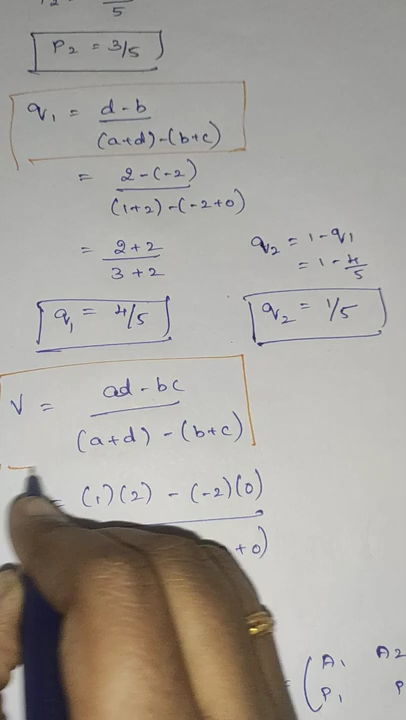 5
P2 = 3/5
q1 = d-b
(a+d)-(b+c)
= 2-(-2)
(1+2)-(-2+0)
= 2+2
3+2
q1 = 4/5
q2 = 1-q1
= 1-4/5
q2 = 1/5
V = ad-bc
(a+d)-(b+c)
= (1)(2) - (-2)(0)
+0)
= ( A1 A2
P1 P